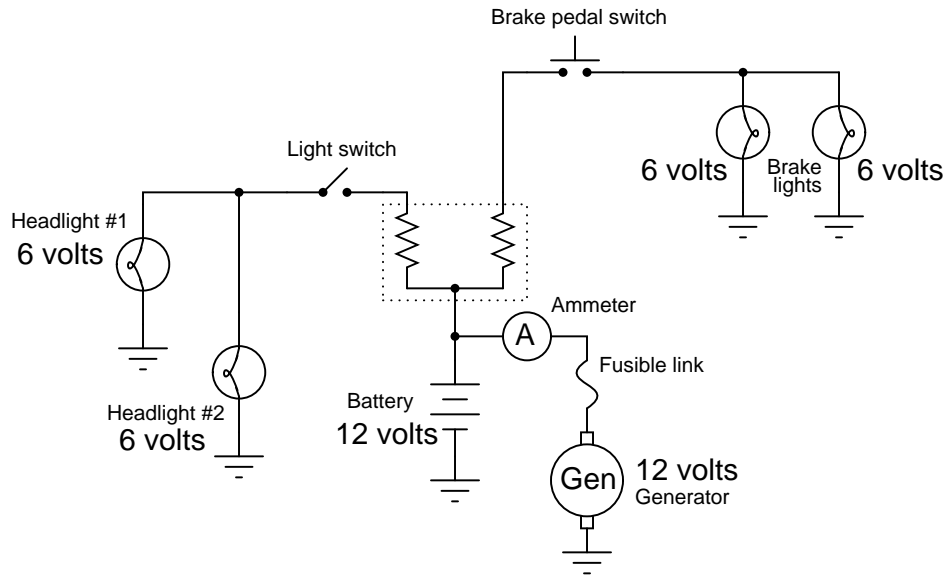 Brake pedal switch
Light switch
6 volts
Brake
lights
6 volts
Headlight #1
6 volts
Ammeter
A
Fusible link
Battery
12 volts
Headlight #2
6 volts
Gen
12 volts
Generator